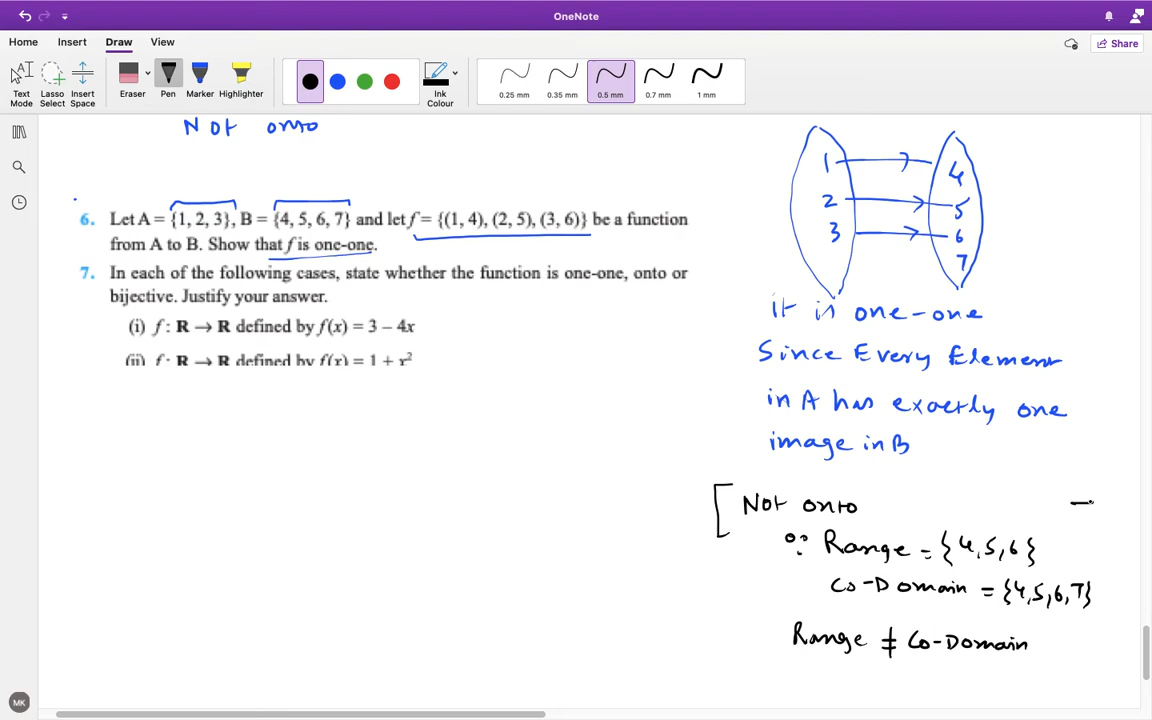 OneNote
Home Insert Draw View
Share
Text Mode
Lasso Select
Insert Space
Eraser
Pen
Marker
Highlighter
Ink Colour
0.25 mm
0.35 mm
0.5 mm
0.7 mm
1 mm
Not onto
6. Let A = {1, 2, 3}, B = {4, 5, 6, 7} and let f = {(1, 4), (2, 5), (3, 6)} be a function
from A to B. Show that f is one-one.
7. In each of the following cases, state whether the function is one-one, onto or
bijective. Justify your answer.
(i) f : R → R defined by f(x) = 3 – 4x
(ii) f : R → R defined by f(x) = 1 + x²
1 4
2 5
3 6
7
it is one-one
Since Every Element
in A has exactly one
image in B
Not onto
∵ Range = {4,5,6}
Co-Domain = {4,5,6,7}
Range ≠ Co-Domain
MK